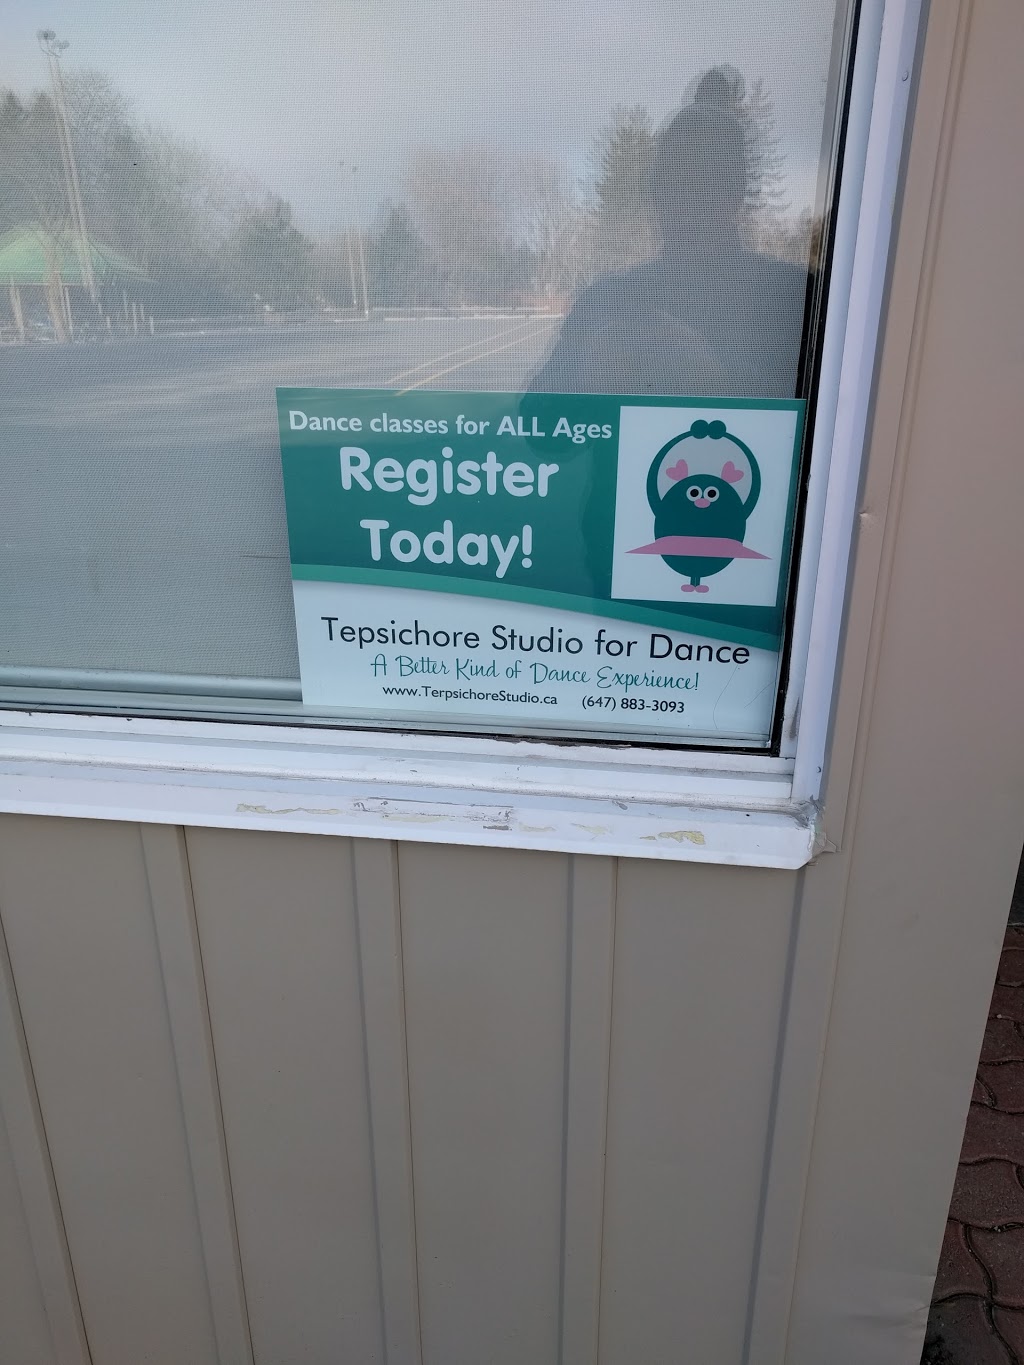 Dance classes for ALL Ages
Register
Today!
Tepsichore Studio for Dance
A Better Kind of Dance Experience!
www.TerpsichoreStudio.ca (647) 883-3093